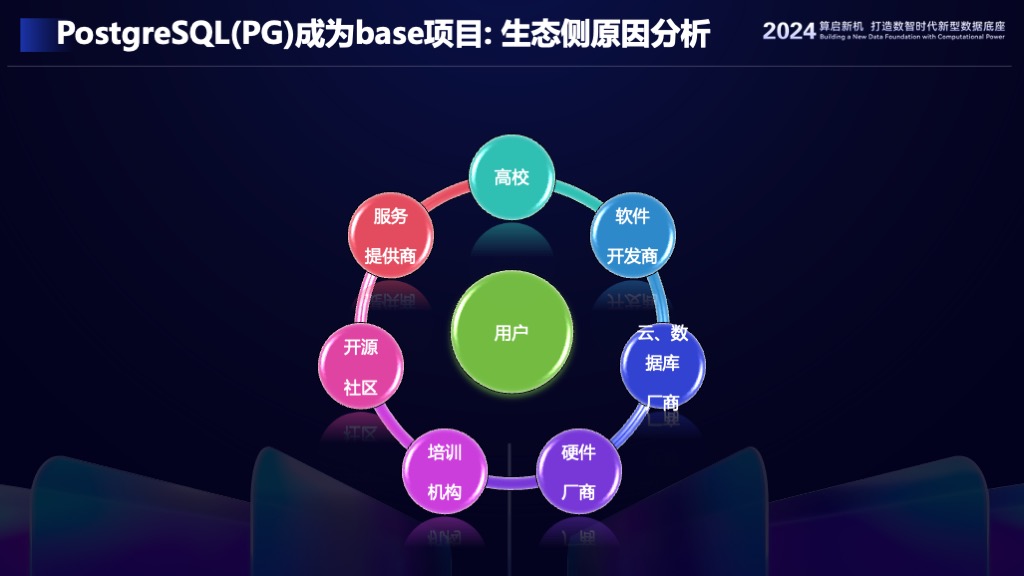 PostgreSQL(PG)成为base项目: 生态侧原因分析
2024 算启新机 打造数智时代新型数据底座
Building a New Data Foundation with Computational Power
高校
软件
开发商
云、数
据库
厂商
硬件
厂商
培训
机构
开源
社区
服务
提供商
用户